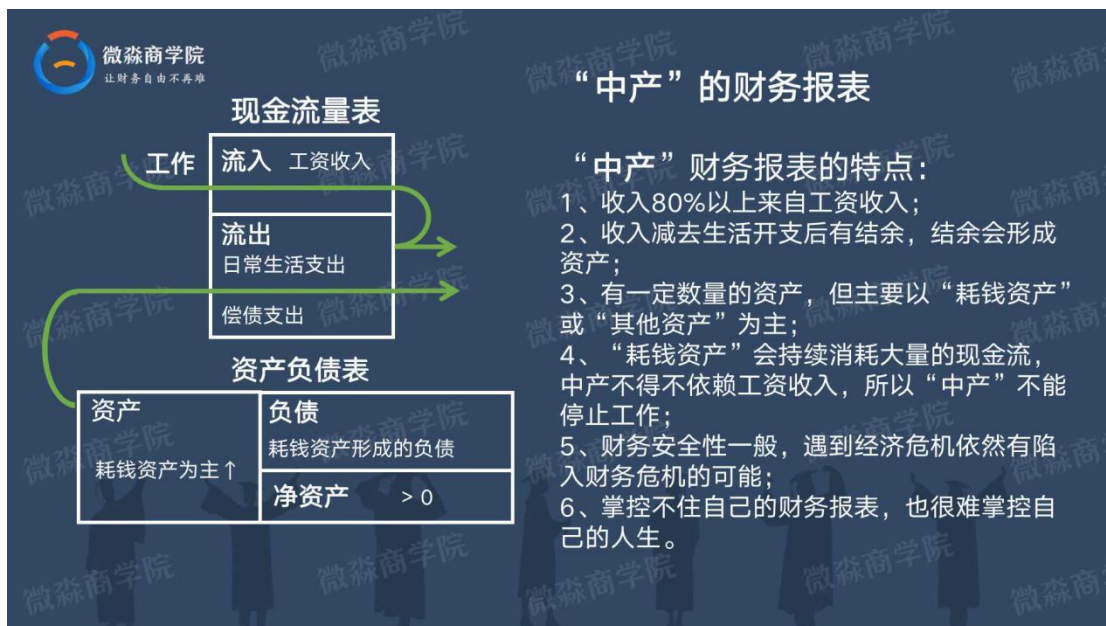 微淼商学院
让财务自由不再难
“中产”的财务报表
现金流量表
工作
流入 工资收入
流出
日常生活支出
偿债支出
资产负债表
资产
耗钱资产为主↑
负债
耗钱资产形成的负债
净资产 > 0
“中产”财务报表的特点:
1、收入80%以上来自工资收入;
2、收入减去生活开支后有结余,结余会形成
资产;
3、有一定数量的资产,但主要以“耗钱资产”
或“其他资产”为主;
4、“耗钱资产”会持续消耗大量的现金流,
中产不得不依赖工资收入,所以“中产”不能
停止工作;
5、财务安全性一般,遇到经济危机依然有陷
入财务危机的可能;
6、掌控不住自己的财务报表,也很难掌控自
己的人生。